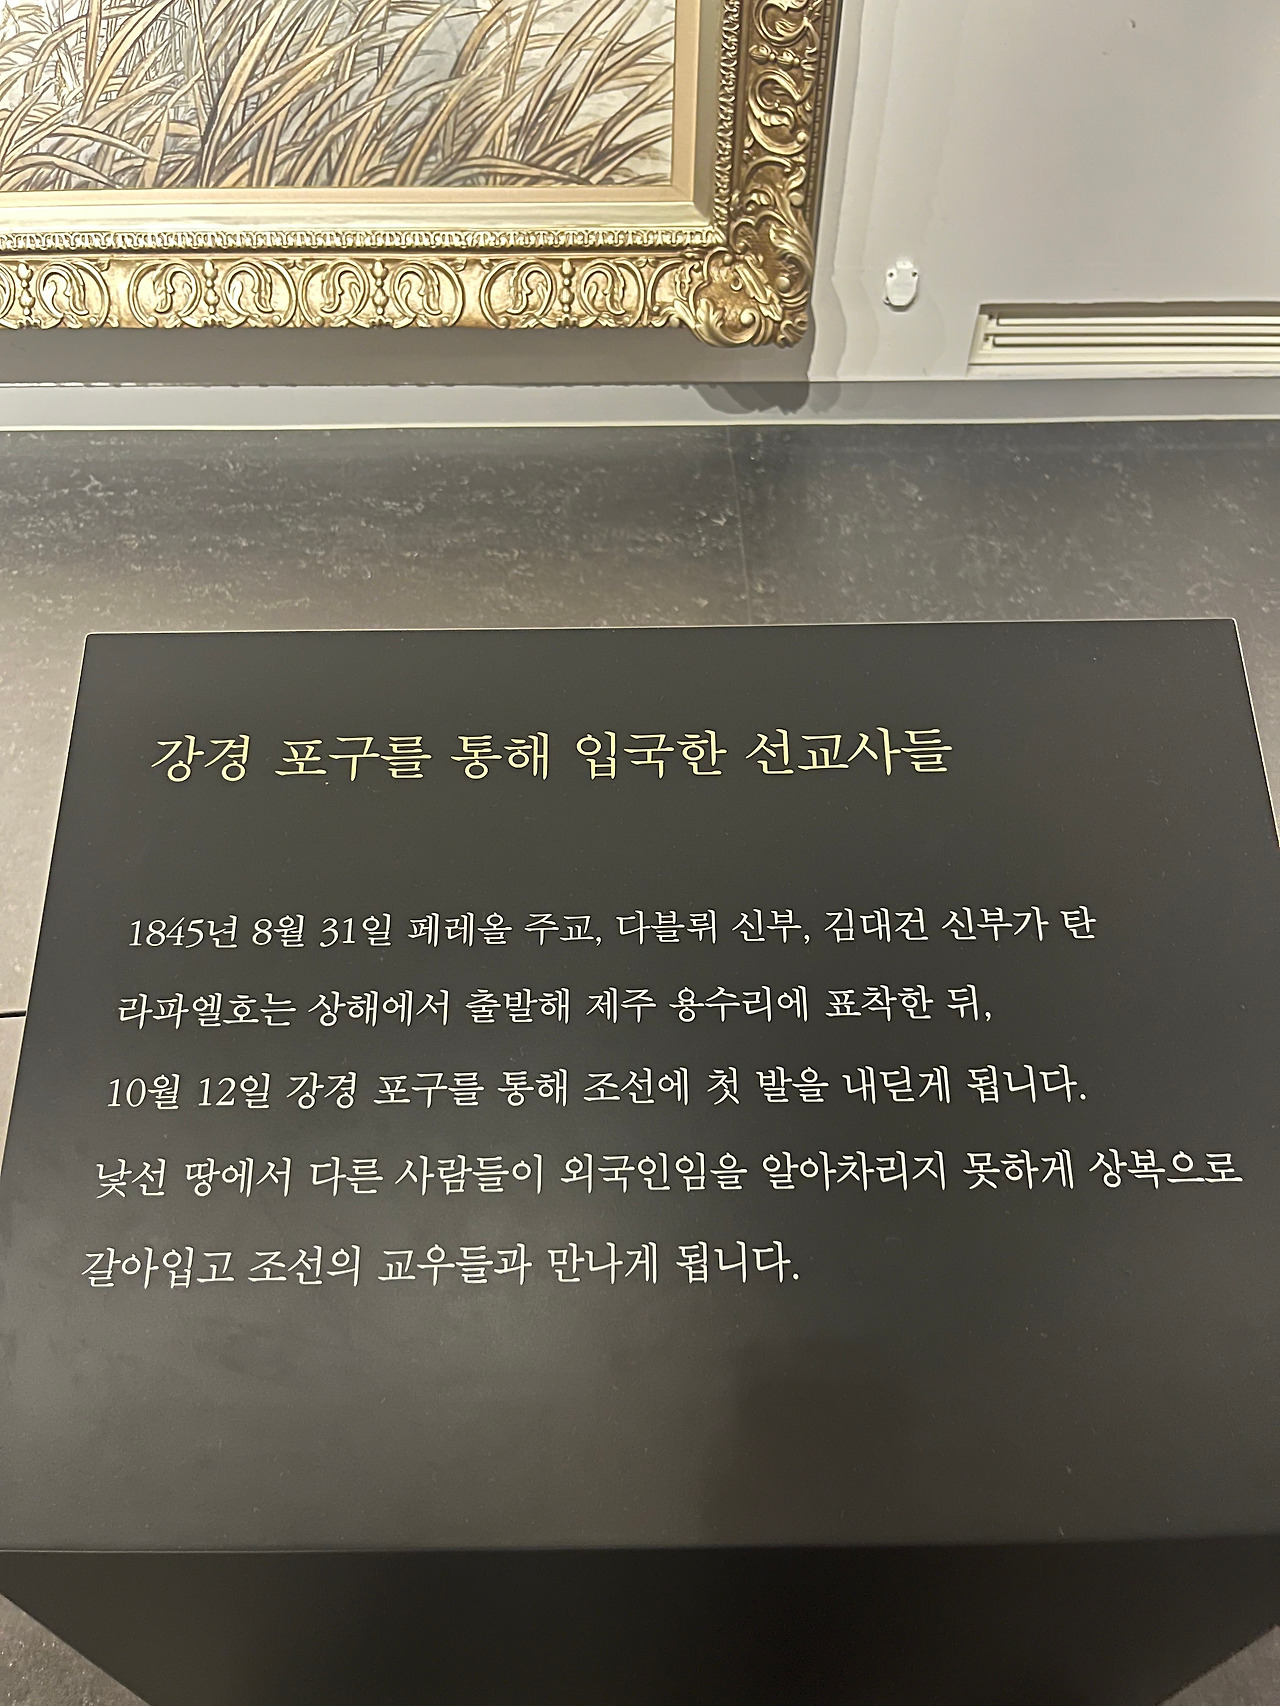 강경 포구를 통해 입국한 선교사들
1845년 8월 31일 페레올 주교, 다블뤼 신부, 김대건 신부가 탄
라파엘호는 상해에서 출발해 제주 용수리에 표착한 뒤,
10월 12일 강경 포구를 통해 조선에 첫 발을 내딛게 됩니다.
낯선 땅에서 다른 사람들이 외국인임을 알아차리지 못하게 상복으로
갈아입고 조선의 교우들과 만나게 됩니다.